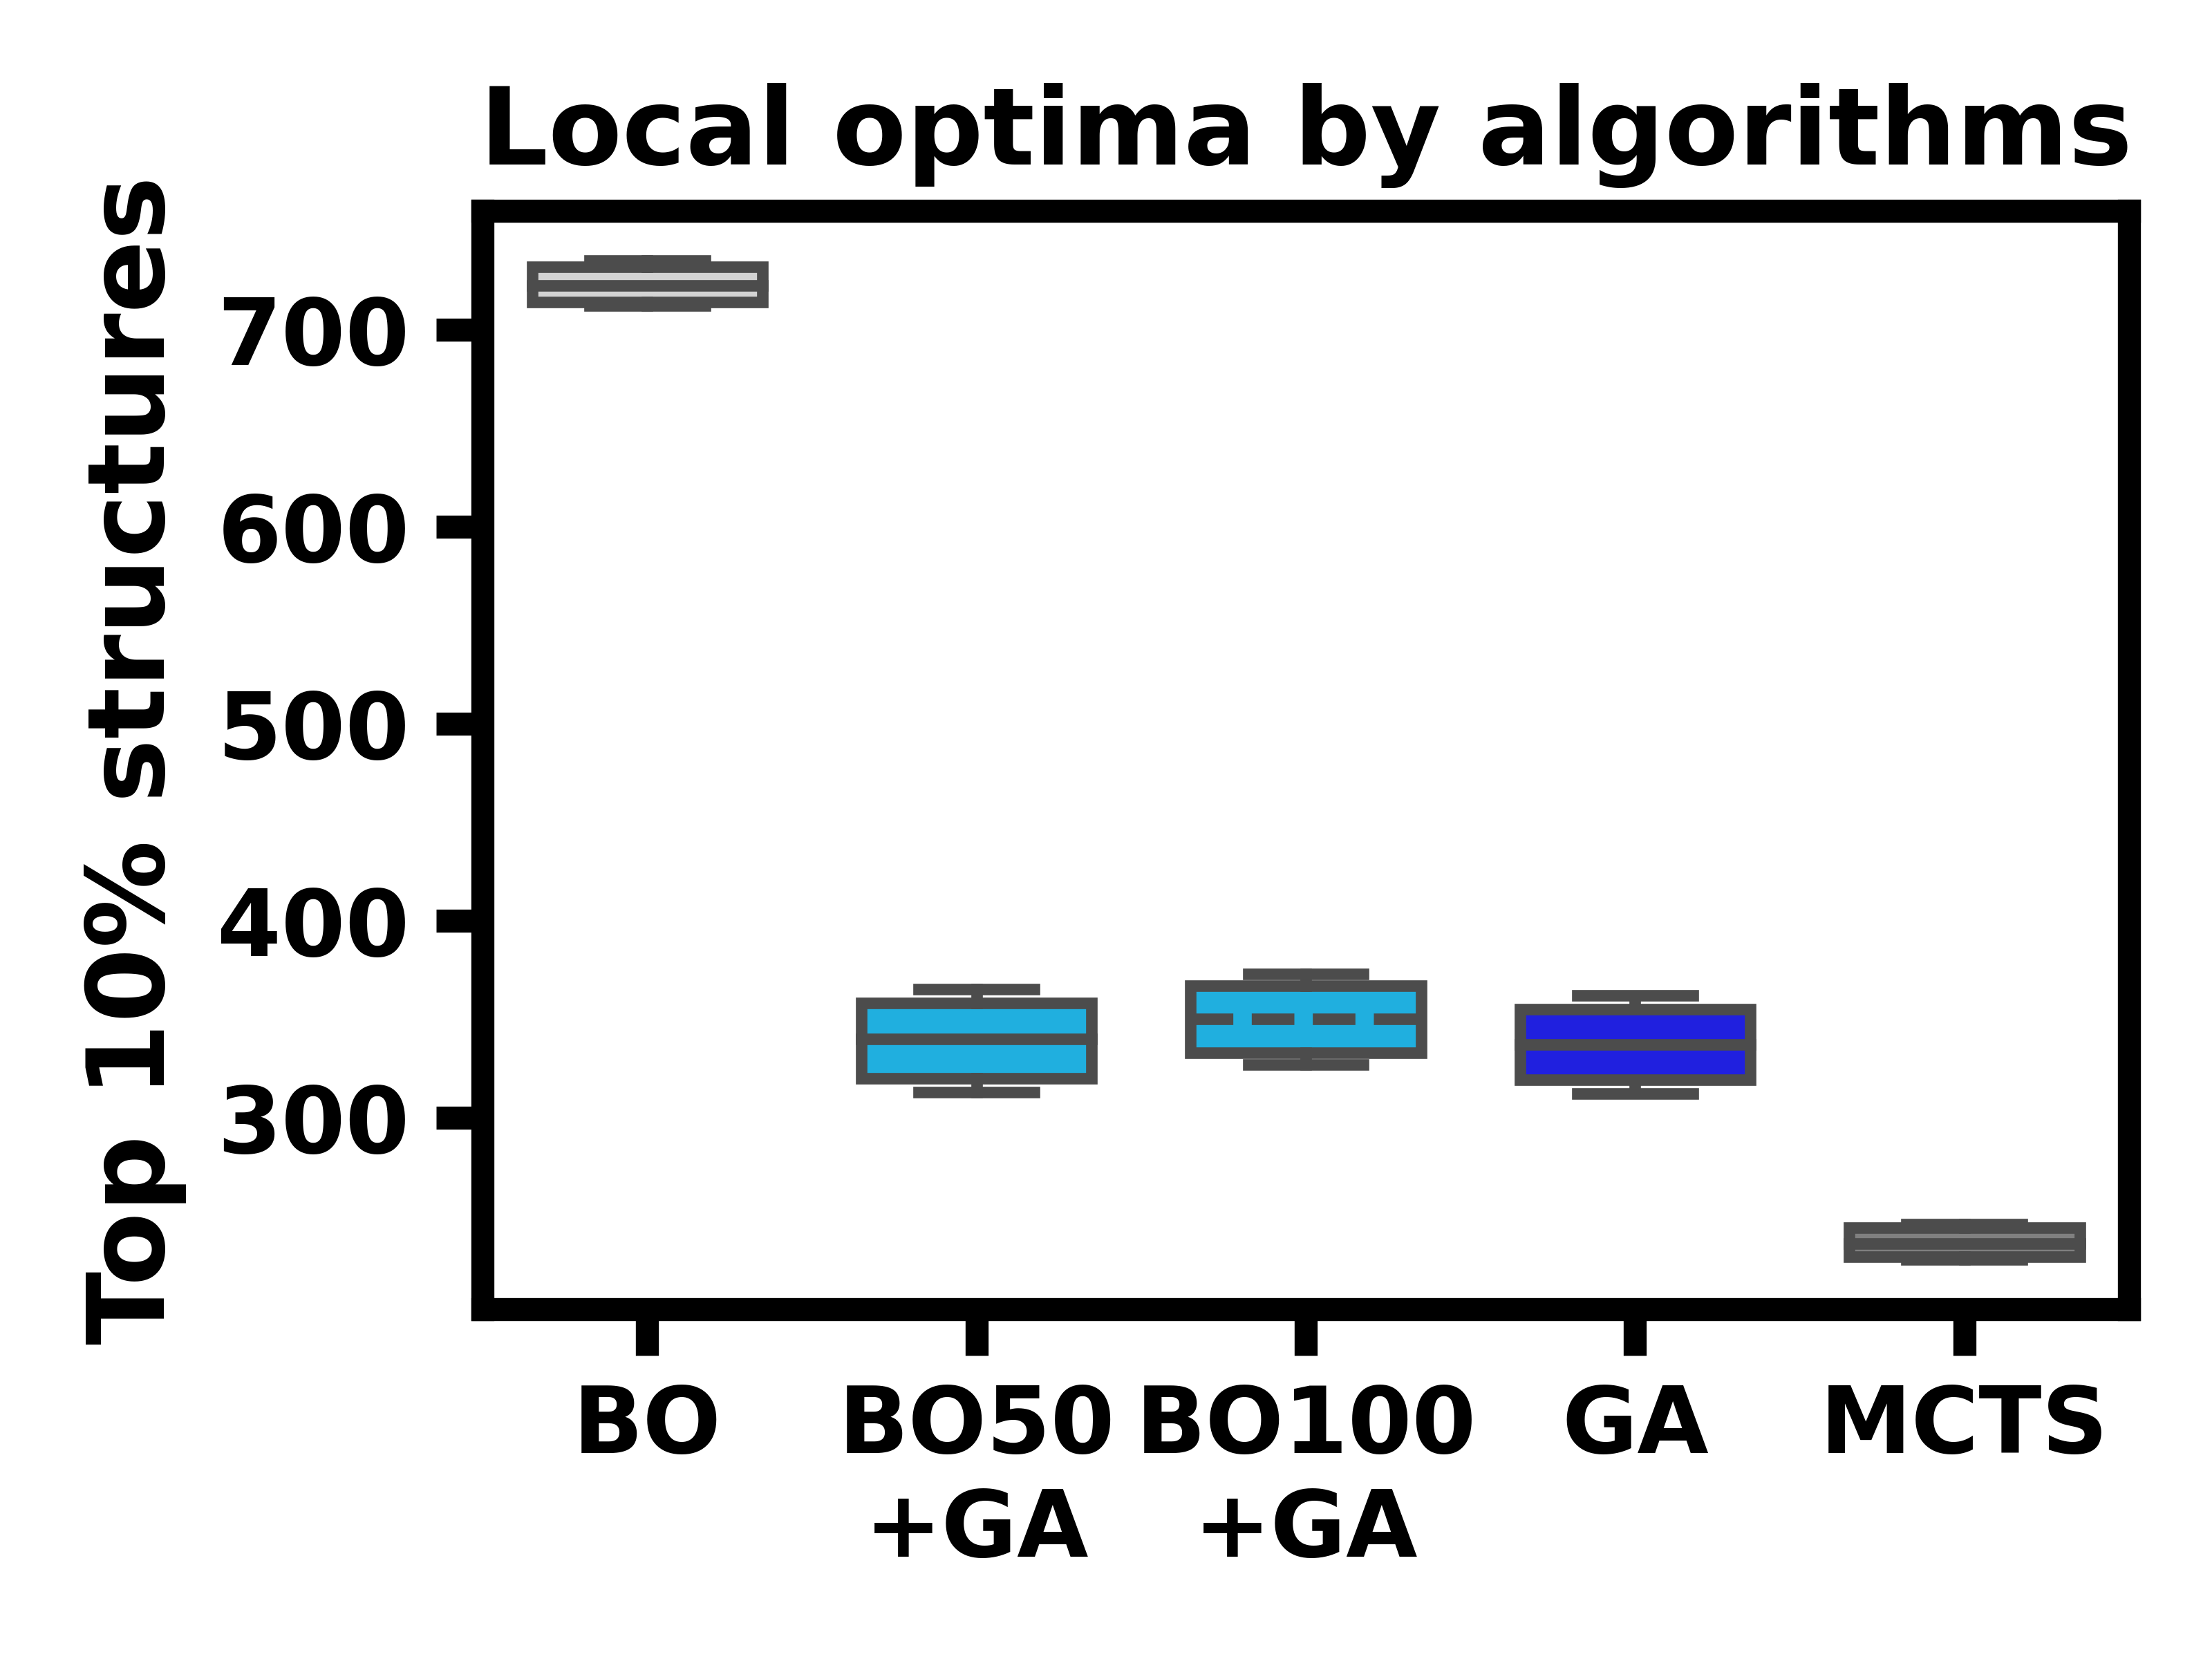 Local optima by algorithms
Top 10% structures
700
600
500
400
300
BO
BO50
+GA
BO100
+GA
GA
MCTS